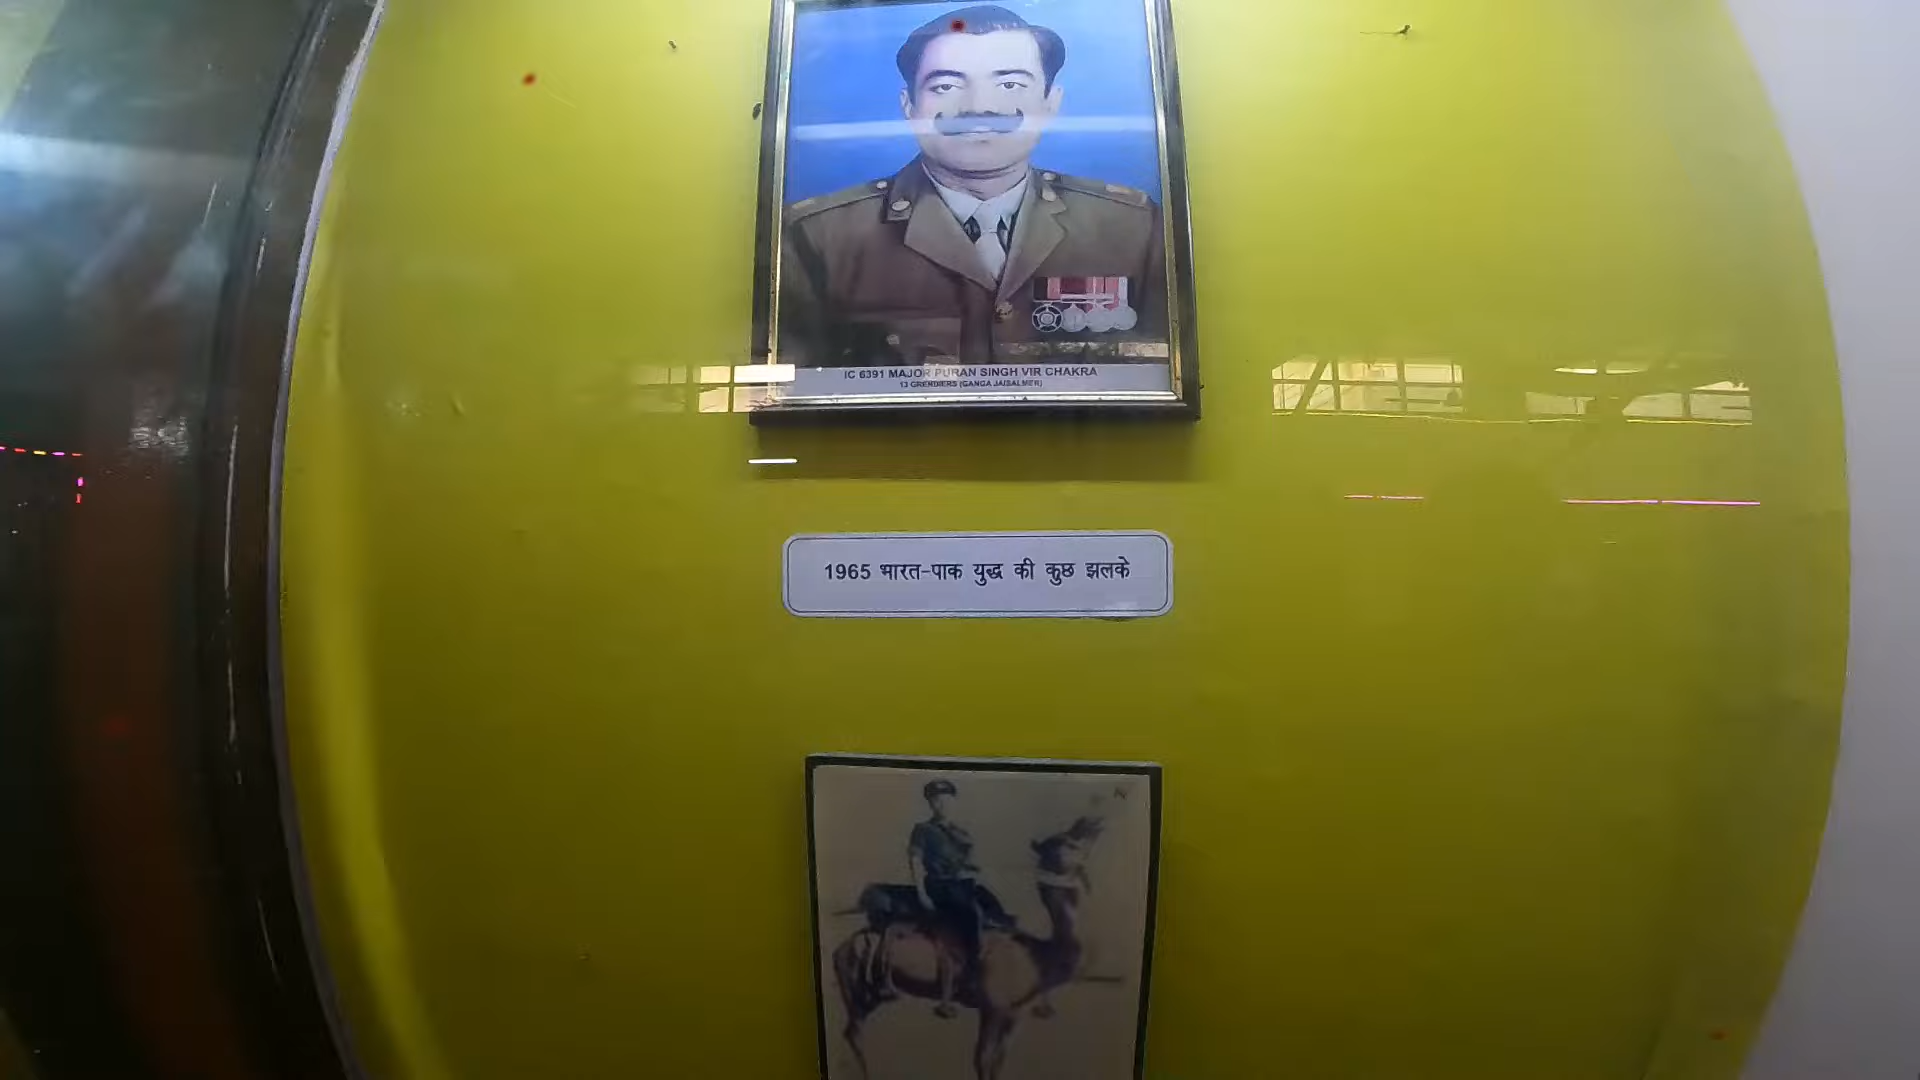 IC 6391 MAJOR PURAN SINGH VIR CHAKRA
13 GRENDIERS (GANGA JAISALMER)
1965 भारत-पाक युद्ध की कुछ झलके